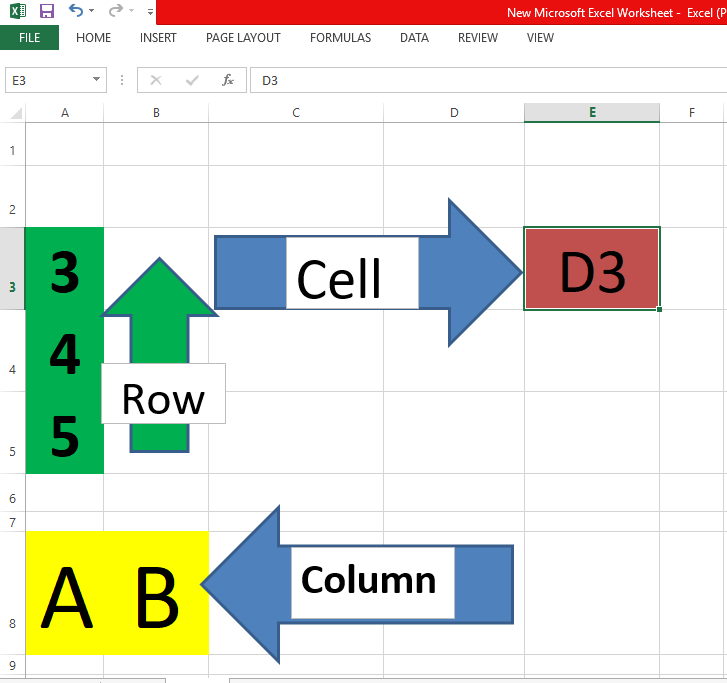 New Microsoft Excel Worksheet - Excel (P
FILE HOME INSERT PAGE LAYOUT FORMULAS DATA REVIEW VIEW
E3 fx D3
A B C D E F
1
2
3 3 Cell D3
4 4
Row
5 5
6
7
Column
8 A B
9